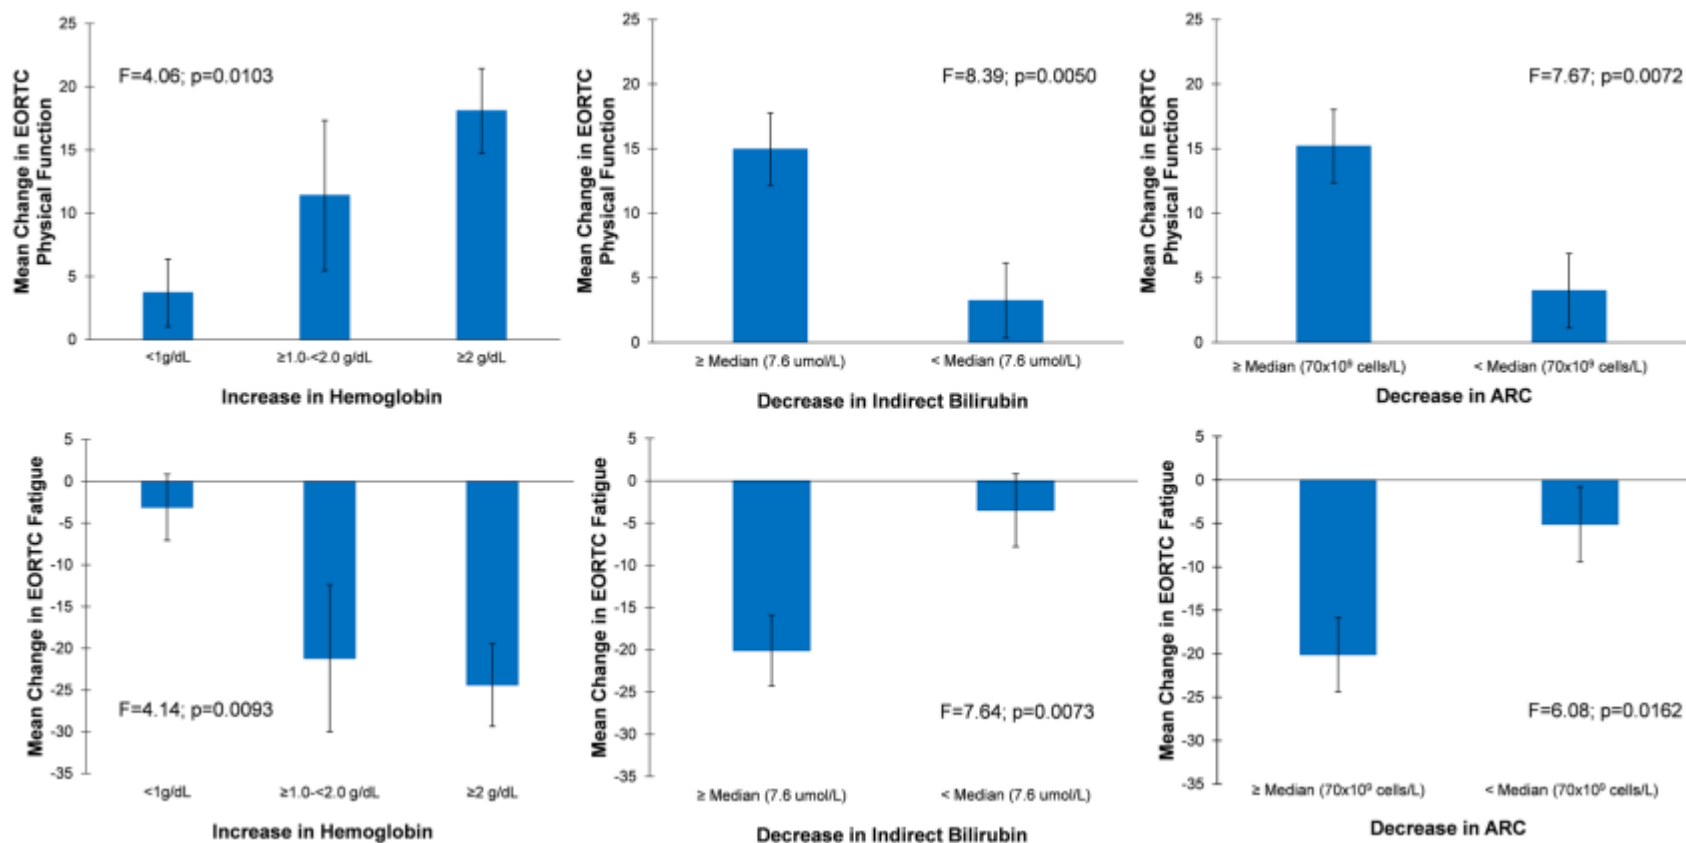 Mean Change in EORTC
Physical Function
25
20
15
10
5
0
F=4.06; p=0.0103
<1g/dL
≥1.0-<2.0 g/dL
≥2 g/dL
Increase in Hemoglobin
Mean Change in EORTC
Physical Function
25
20
15
10
5
0
F=8.39; p=0.0050
≥ Median (7.6 umol/L)
< Median (7.6 umol/L)
Decrease in Indirect Bilirubin
Mean Change in EORTC
Physical Function
25
20
15
10
5
0
F=7.67; p=0.0072
≥ Median (70x10⁹ cells/L)
< Median (70x10⁹ cells/L)
Decrease in ARC
Mean Change in EORTC Fatigue
5
0
-5
-10
-15
-20
-25
-30
-35
F=4.14; p=0.0093
<1g/dL
≥1.0-<2.0 g/dL
≥2 g/dL
Increase in Hemoglobin
Mean Change in EORTC Fatigue
5
0
-5
-10
-15
-20
-25
-30
-35
F=7.64; p=0.0073
≥ Median (7.6 umol/L)
< Median (7.6 umol/L)
Decrease in Indirect Bilirubin
Mean Change in EORTC Fatigue
5
0
-5
-10
-15
-20
-25
-30
-35
F=6.08; p=0.0162
≥ Median (70x10⁹ cells/L)
< Median (70x10⁹ cells/L)
Decrease in ARC